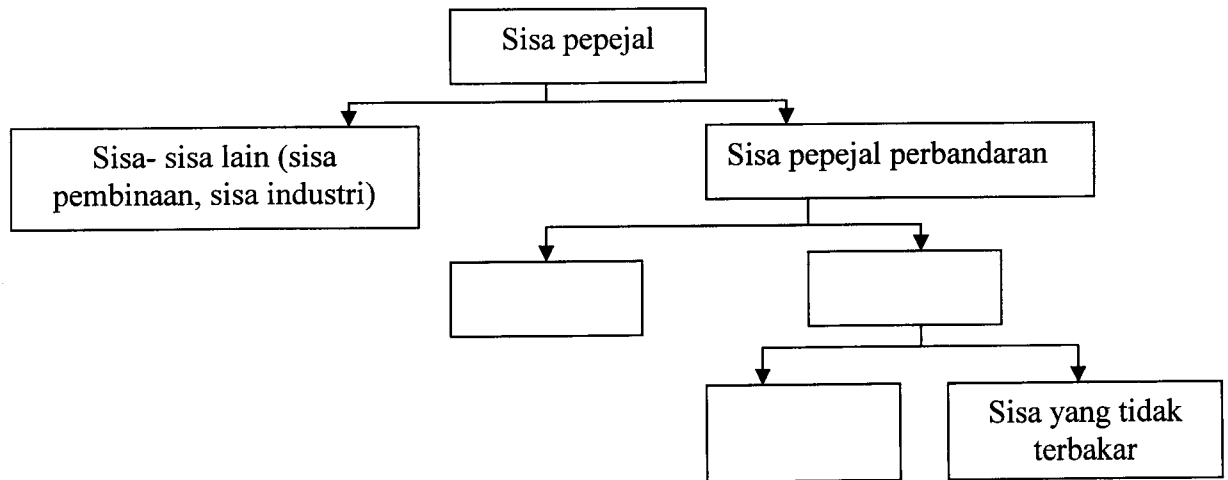 Sisa pepejal
Sisa- sisa lain (sisa
pembinaan, sisa industri)
Sisa pepejal perbandaran
Sisa yang tidak
terbakar